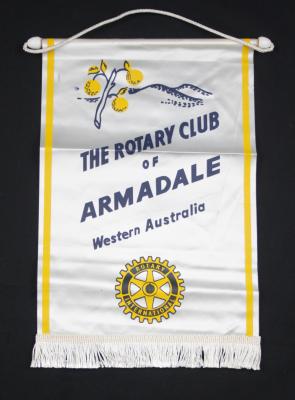 THE ROTARY CLUB
OF
ARMADALE
Western Australia
ROTARY
INTERNATIONAL